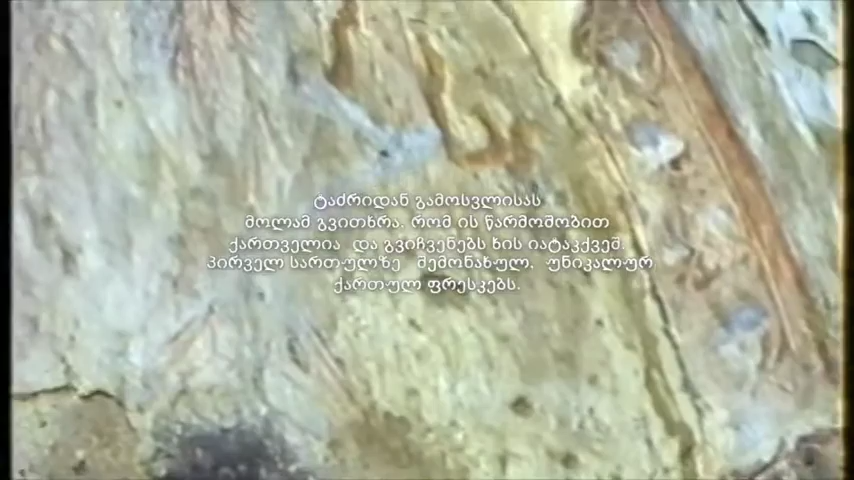 ტაძრიდან გამოსვლისას
მოლამ გვითხრა. რომ ის წარმოშობით
ქართველია და გვიჩვენებს ხის იატაკქვეშ.
პირველ სართულზე შემონახულ, უნიკალურ
ქართულ ფრესკებს.